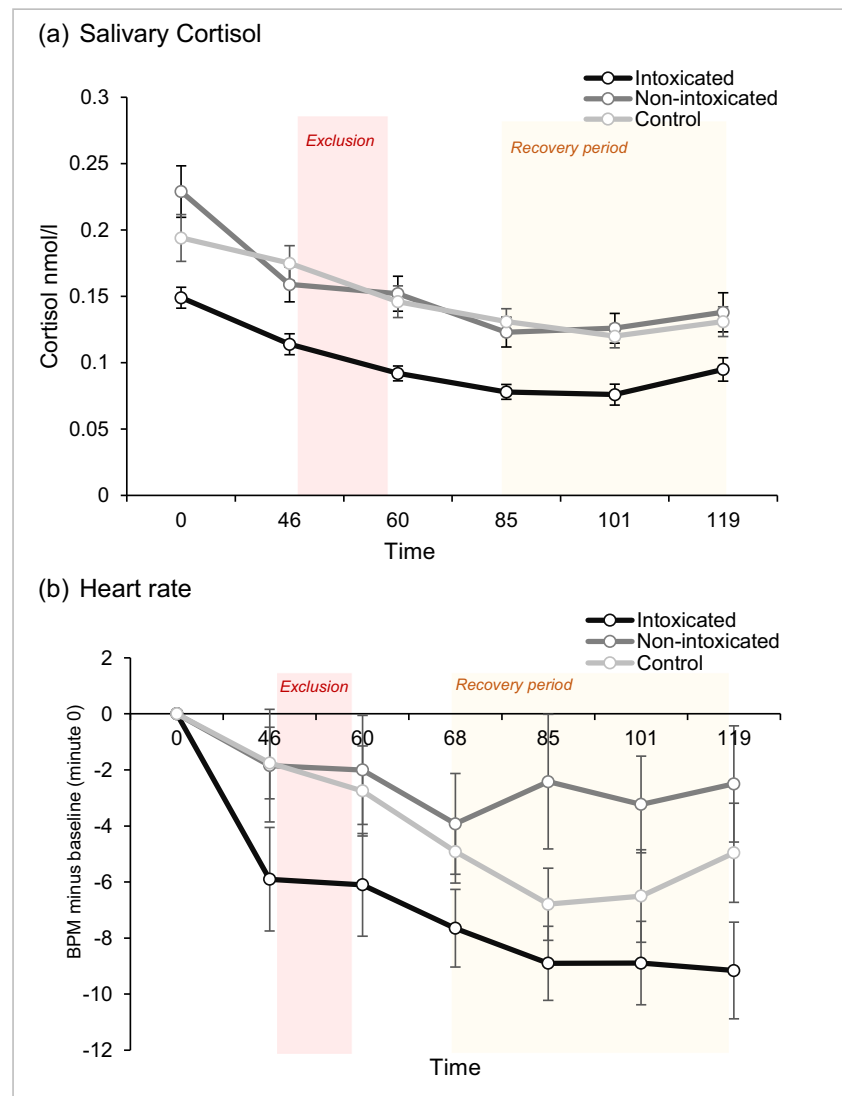 (a) Salivary Cortisol
Intoxicated
Non-intoxicated
Control
0.3
0.25
0.2
0.15
0.1
0.05
0
Cortisol nmol/l
Exclusion
Recovery period
0 46 60 85 101 119
Time
(b) Heart rate
Intoxicated
Non-intoxicated
Control
2
0
-2
-4
-6
-8
-10
-12
BPM minus baseline (minute 0)
Exclusion
Recovery period
0 46 60 68 85 101 119
Time